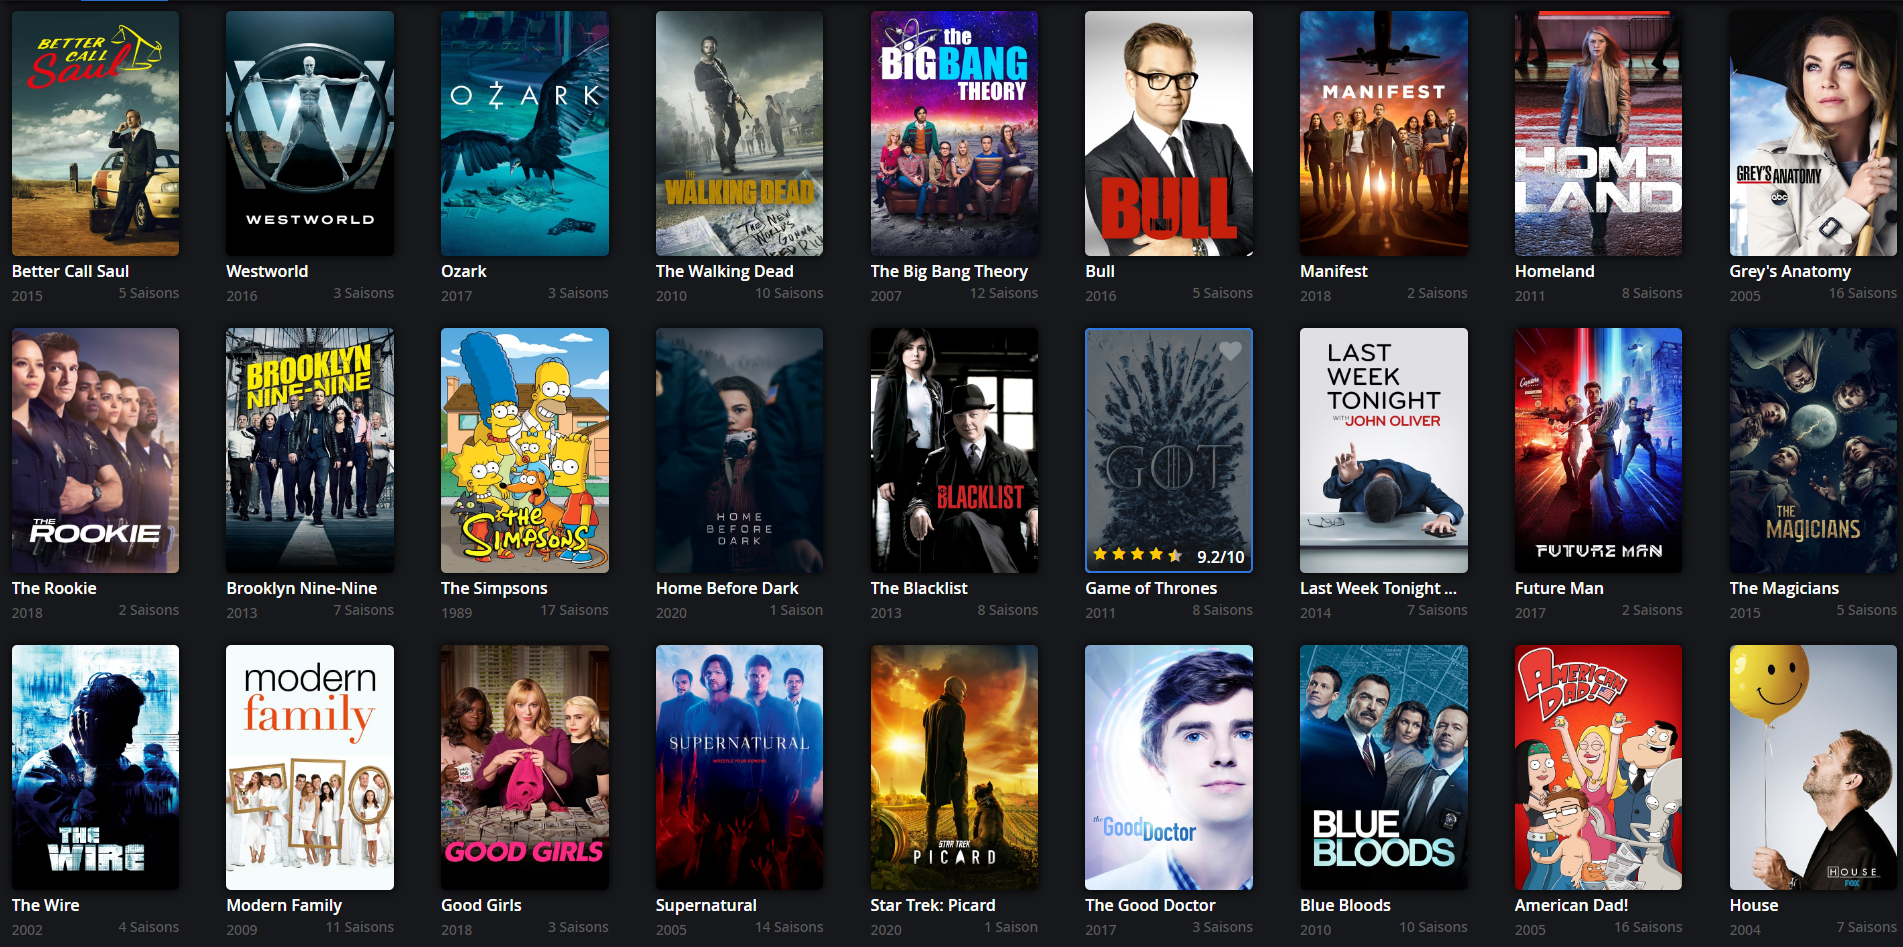 BETTER
CALL
Saul
W
WESTWORLD
OZARK
THE
WALKING DEAD
THE NEW
WORLD'S
GONNA
the
BIG BANG
THEORY
BULL
MANIFEST
HOMELAND
GREY'S ANATOMY
abc
Better Call Saul
2015 5 Saisons
Westworld
2016 3 Saisons
Ozark
2017 3 Saisons
The Walking Dead
2010 10 Saisons
The Big Bang Theory
2007 12 Saisons
Bull
2016 5 Saisons
Manifest
2018 2 Saisons
Homeland
2011 8 Saisons
Grey's Anatomy
2005 16 Saisons
THE
ROOKIE
BROOKLYN
NINE-NINE
THE
SIMPSONS
HOME
BEFORE
DARK
THE
BLACKLIST
GOT
9.2/10
LAST
WEEK
TONIGHT
WITH JOHN OLIVER
FUTURE MAN
THE
MAGICIANS
The Rookie
2018 2 Saisons
Brooklyn Nine-Nine
2013 7 Saisons
The Simpsons
1989 17 Saisons
Home Before Dark
2020 1 Saison
The Blacklist
2013 8 Saisons
Game of Thrones
2011 8 Saisons
Last Week Tonight ...
2014 7 Saisons
Future Man
2017 2 Saisons
The Magicians
2015 5 Saisons
THE
WIRE
modern
family
GOOD GIRLS
SUPERNATURAL
STAR TREK
PICARD
the GoodDoctor
BLUE
BLOODS
AMERICAN
DAD!
HOUSE
FOX
The Wire
2002 4 Saisons
Modern Family
2009 11 Saisons
Good Girls
2018 3 Saisons
Supernatural
2005 14 Saisons
Star Trek: Picard
2020 1 Saison
The Good Doctor
2017 3 Saisons
Blue Bloods
2010 10 Saisons
American Dad!
2005 16 Saisons
House
2004 7 Saisons